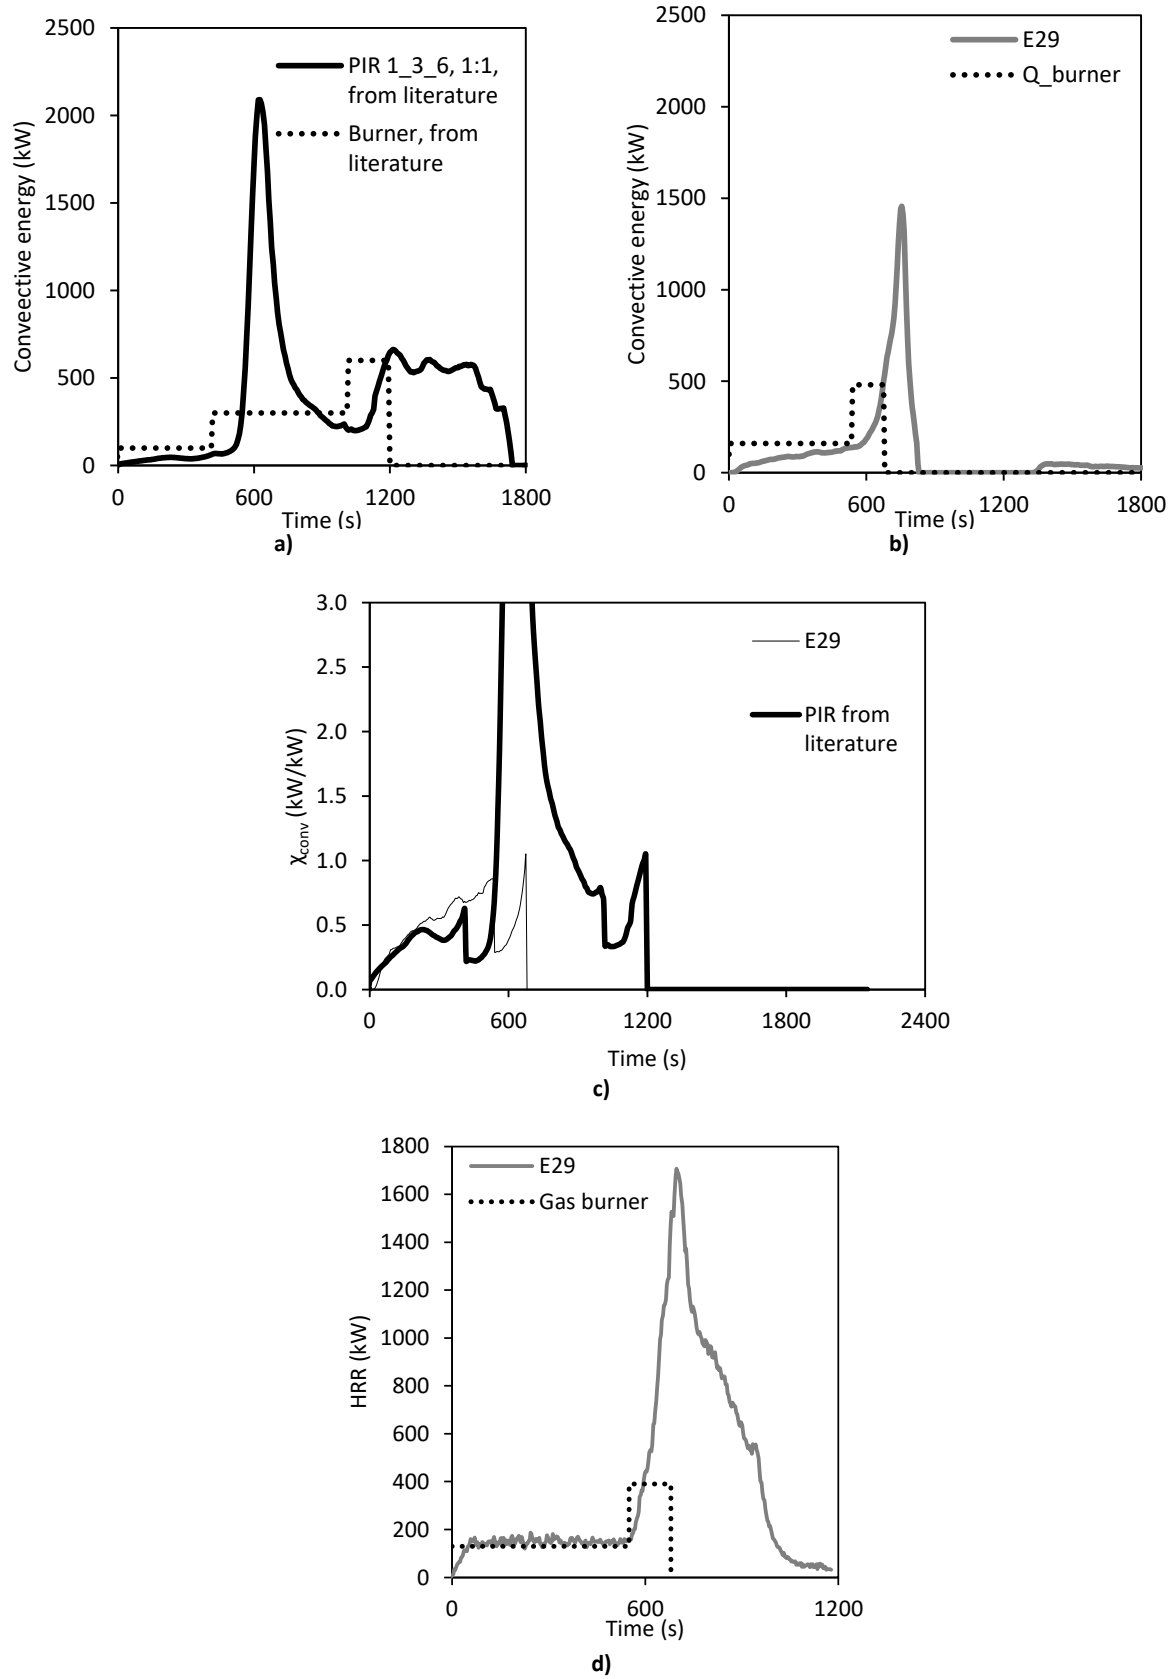 2500
2000
1500
1000
500
0
Conveective energy (kW)
PIR 1_3_6, 1:1,
from literature
Burner, from
literature
0 600 1200 1800
Time (s)
a)
2500
2000
1500
1000
500
0
Convective energy (kW)
E29
Q_burner
0 600 1200 1800
Time (s)
b)
3.0
2.5
2.0
1.5
1.0
0.5
0.0
χconv (kW/kW)
E29
PIR from
literature
0 600 1200 1800 2400
Time (s)
c)
1800
1600
1400
1200
1000
800
600
400
200
0
HRR (kW)
E29
Gas burner
0 600 1200
Time (s)
d)